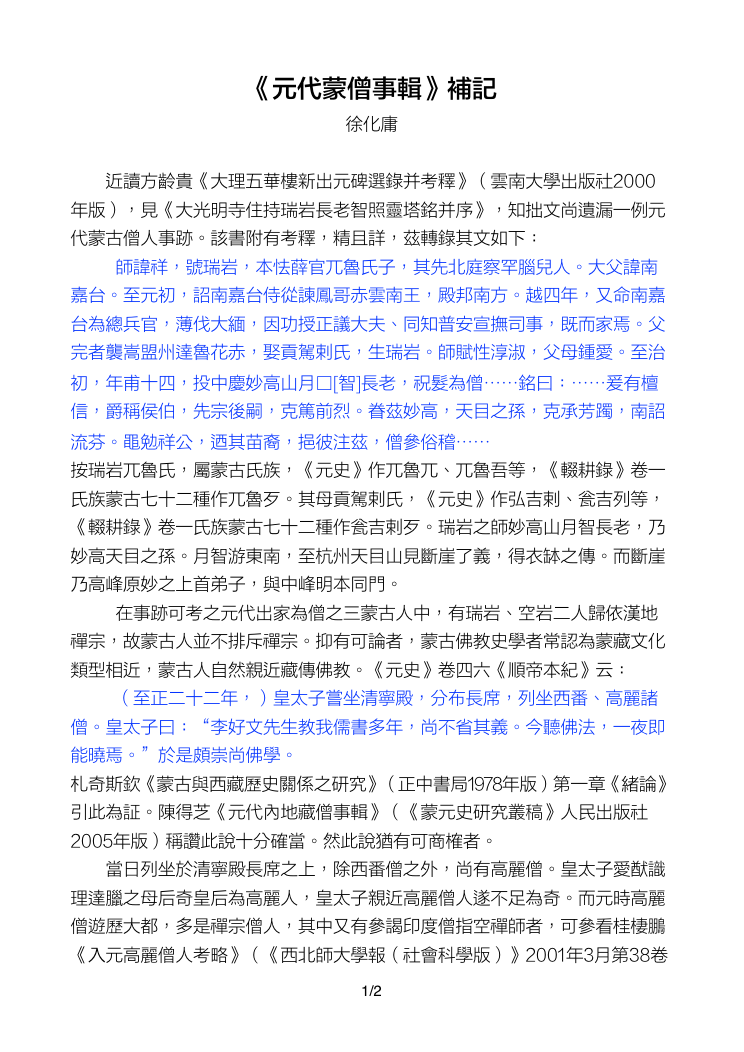 《元代蒙僧事輯》補記
徐化庸
近讀方齡貴《大理五華樓新出元碑選錄并考釋》（雲南大學出版社2000
年版），見《大光明寺住持瑞岩長老智照靈塔銘并序》，知拙文尚遺漏一例元
代蒙古僧人事跡。該書附有考釋，精且詳，茲轉錄其文如下：
師諱祥，號瑞岩，本怯薛官兀魯氏子，其先北庭察罕腦兒人。大父諱南
嘉台。至元初，詔南嘉台侍從諫鳳哥赤雲南王，殿邦南方。越四年，又命南嘉
台為總兵官，薄伐大緬，因功授正議大夫、同知普安宣撫司事，既而家焉。父
完者襲嵩盟州達魯花赤，娶貢駕剌氏，生瑞岩。師賦性淳淑，父母鍾愛。至治
初，年甫十四，投中慶妙高山月□[智]長老，祝髮為僧……銘曰：……爰有檀
信，爵稱侯伯，先宗後嗣，克篤前烈。眷茲妙高，天目之孫，克承芳躅，南詔
流芬。黽勉祥公，迺其苗裔，挹彼注茲，僧參俗稽……
按瑞岩兀魯氏，屬蒙古氏族，《元史》作兀魯兀、兀魯吾等，《輟耕錄》卷一
氏族蒙古七十二種作兀魯歹。其母貢駕剌氏，《元史》作弘吉剌、瓮吉列等，
《輟耕錄》卷一氏族蒙古七十二種作瓮吉剌歹。瑞岩之師妙高山月智長老，乃
妙高天目之孫。月智游東南，至杭州天目山見斷崖了義，得衣缽之傳。而斷崖
乃高峰原妙之上首弟子，與中峰明本同門。
在事跡可考之元代出家為僧之三蒙古人中，有瑞岩、空岩二人歸依漢地
禪宗，故蒙古人並不排斥禪宗。抑有可論者，蒙古佛教史學者常認為蒙藏文化
類型相近，蒙古人自然親近藏傳佛教。《元史》卷四六《順帝本紀》云：
（至正二十二年，）皇太子嘗坐清寧殿，分布長席，列坐西番、高麗諸
僧。皇太子曰：“李好文先生教我儒書多年，尚不省其義。今聽佛法，一夜即
能曉焉。”於是頗崇尚佛學。
札奇斯欽《蒙古與西藏歷史關係之研究》（正中書局1978年版）第一章《緒論》
引此為証。陳得芝《元代內地藏僧事輯》（《蒙元史研究叢稿》人民出版社
2005年版）稱讚此說十分確當。然此說猶有可商榷者。
當日列坐於清寧殿長席之上，除西番僧之外，尚有高麗僧。皇太子愛猷識
理達臘之母后奇皇后為高麗人，皇太子親近高麗僧人遂不足為奇。而元時高麗
僧遊歷大都，多是禪宗僧人，其中又有參謁印度僧指空禪師者，可參看桂棲鵬
《入元高麗僧人考略》（《西北師大學報（社會科學版）》2001年3月第38卷
1/2